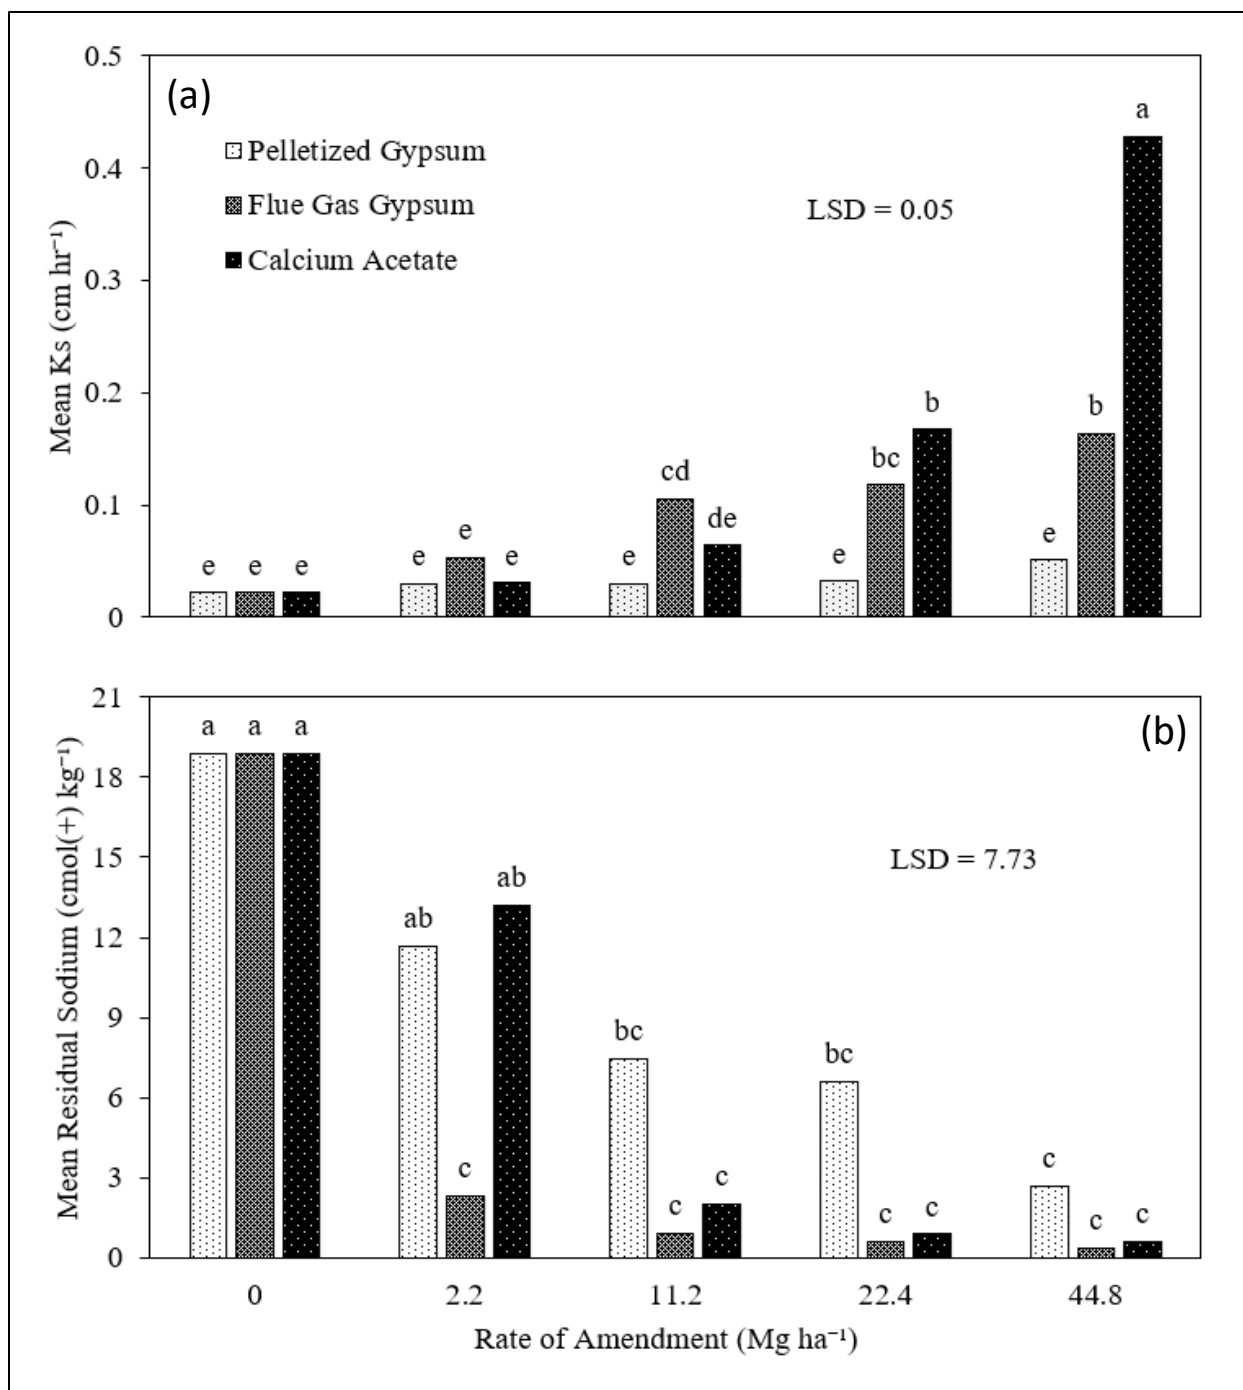 0.5
(a)
a
Pelletized Gypsum
0.4
Flue Gas Gypsum
LSD = 0.05
Calcium Acetate
0.3
Mean Ks (cm hr⁻¹)
0.2
b b
cd bc
0.1
e de
e e e e e e e e
0
21
a a a
(b)
18
Mean Residual Sodium (cmol(+) kg⁻¹)
15
LSD = 7.73
ab
ab
12
9
bc bc
6
3
c c c c c c c
0
0 2.2 11.2 22.4 44.8
Rate of Amendment (Mg ha⁻¹)